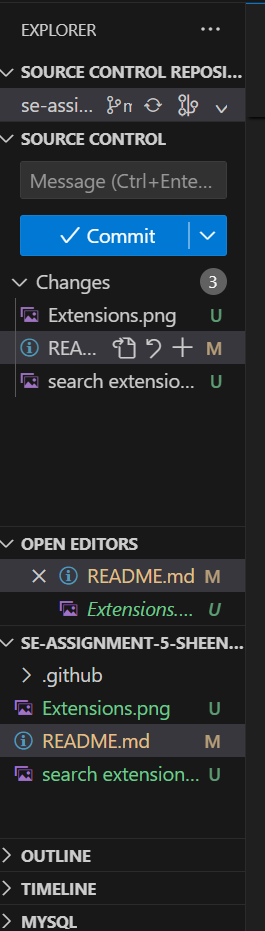 EXPLORER ...
SOURCE CONTROL REPOSI...
se-assi...
SOURCE CONTROL
Message (Ctrl+Ente...
Commit
Changes 3
Extensions.png U
REA... M
search extensio... U
OPEN EDITORS
README.md M
Extensions.... U
SE-ASSIGNMENT-5-SHEEN...
.github
Extensions.png U
README.md M
search extension... U
OUTLINE
TIMELINE
MYSQL